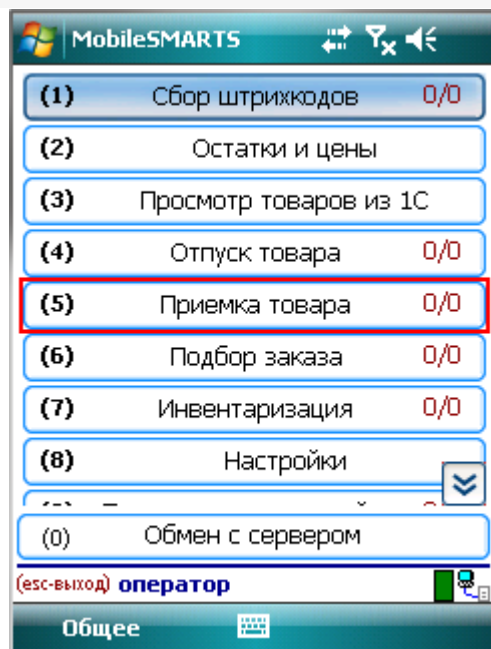 MobileSMARTS
(1) Сбор штрихкодов 0/0
(2) Остатки и цены
(3) Просмотр товаров из 1С
(4) Отпуск товара 0/0
(5) Приемка товара 0/0
(6) Подбор заказа 0/0
(7) Инвентаризация 0/0
(8) Настройки
(0) Обмен с сервером
(esc-выход) оператор
Общее